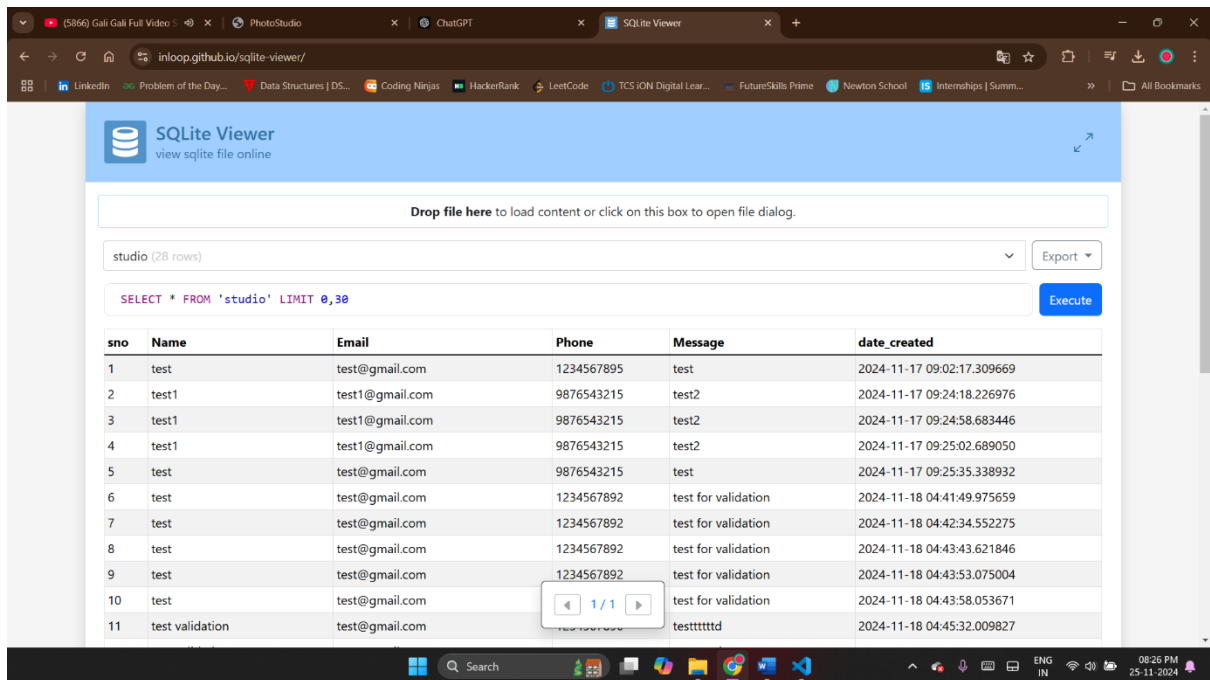 (5866) Gali Gali Full Video S
PhotoStudio
ChatGPT
SQLite Viewer
inloop.github.io/sqlite-viewer/
LinkedIn
Problem of the Day...
Data Structures | DS...
Coding Ninjas
HackerRank
LeetCode
TCS iON Digital Lear...
FutureSkills Prime
Newton School
IS Internships | Summ...
»
All Bookmarks
SQLite Viewer
view sqlite file online
Drop file here to load content or click on this box to open file dialog.
studio (28 rows)
Export
SELECT * FROM 'studio' LIMIT 0,30
Execute
sno Name Email Phone Message date_created
1 test test@gmail.com 1234567895 test 2024-11-17 09:02:17.309669
2 test1 test1@gmail.com 9876543215 test2 2024-11-17 09:24:18.226976
3 test1 test1@gmail.com 9876543215 test2 2024-11-17 09:24:58.683446
4 test1 test1@gmail.com 9876543215 test2 2024-11-17 09:25:02.689050
5 test test@gmail.com 9876543215 test 2024-11-17 09:25:35.338932
6 test test@gmail.com 1234567892 test for validation 2024-11-18 04:41:49.975659
7 test test@gmail.com 1234567892 test for validation 2024-11-18 04:42:34.552275
8 test test@gmail.com 1234567892 test for validation 2024-11-18 04:43:43.621846
9 test test@gmail.com 1234567892 test for validation 2024-11-18 04:43:53.075004
10 test test@gmail.com test for validation 2024-11-18 04:43:58.053671
1 / 1
11 test validation test@gmail.com testttttd 2024-11-18 04:45:32.009827
Search
ENG
IN
08:26 PM
25-11-2024